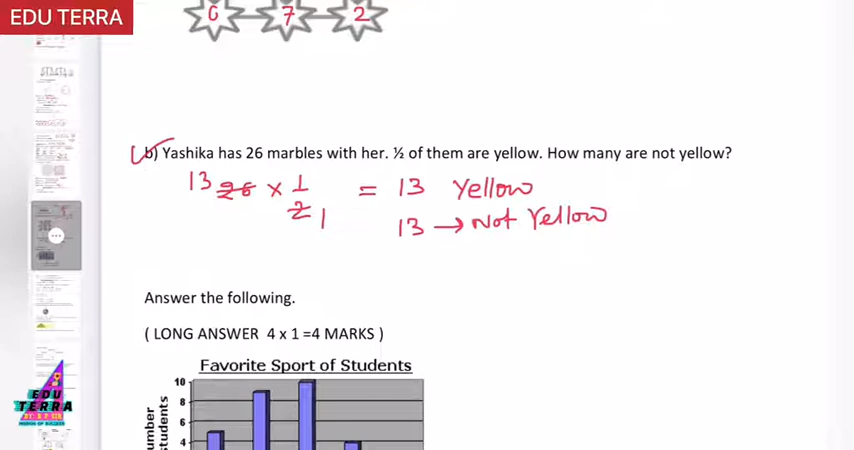 EDU TERRA
6 7 2
b) Yashika has 26 marbles with her. ½ of them are yellow. How many are not yellow?
13 26 × 1 = 13 Yellow
2 1 13 → Not Yellow
Answer the following.
( LONG ANSWER 4 x 1 =4 MARKS )
Favorite Sport of Students
10
8
6
4
EDU
TERRA
BY: R P SIR